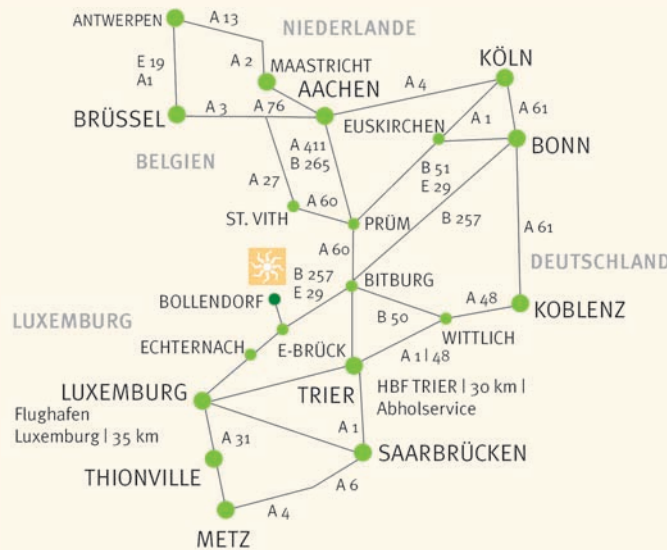 ANTWERPEN
A 13
NIEDERLANDE
E 19
A1
A 2
MAASTRICHT
KÖLN
AACHEN
A 4
A 61
BRÜSSEL
A 3
A 76
EUSKIRCHEN
A 1
BONN
BELGIEN
A 411
B 265
A 27
A 60
B 51
E 29
ST. VITH
PRÜM
B 257
A 61
A 60
DEUTSCHLAND
B 257
E 29
BITBURG
BOLLENDORF
A 48
KOBLENZ
LUXEMBURG
B 50
WITTLICH
ECHTERNACH
E-BRÜCK
A 1 | 48
LUXEMBURG
TRIER
HBF TRIER | 30 km |
Abholservice
Flughafen
Luxemburg | 35 km
A 31
A 1
SAARBRÜCKEN
THIONVILLE
A 6
A 4
METZ